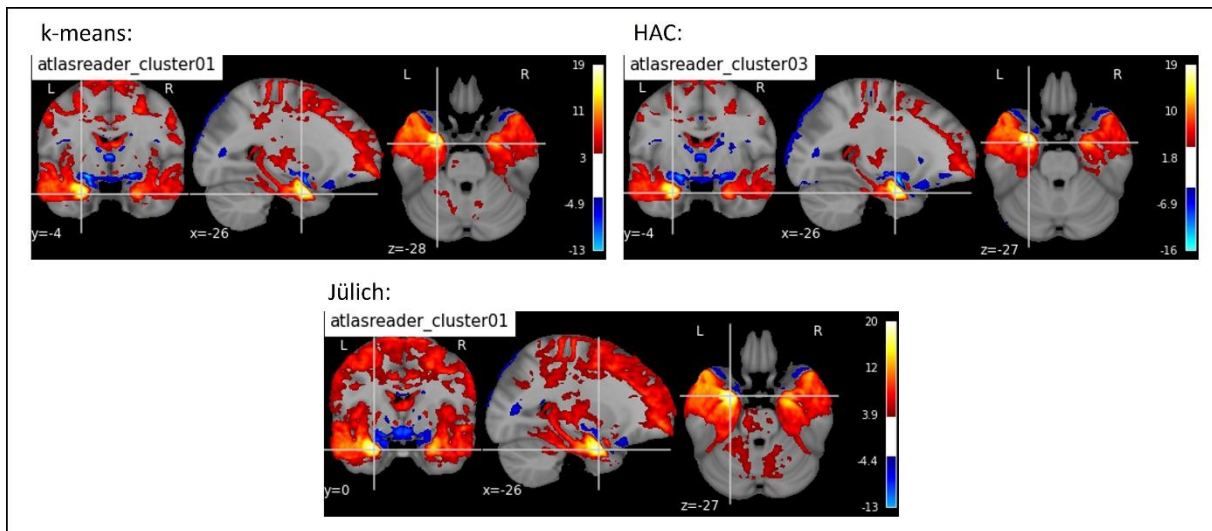 k-means:
atlasreader_cluster01
L R L R
19
11
3
-4.9
-13
y=-4 x=-26 z=-28
HAC:
atlasreader_cluster03
L R L R
19
10
1.8
-6.9
-16
y=-4 x=-26 z=-27
Jülich:
atlasreader_cluster01
L R L R
20
12
3.9
-4.4
-13
y=0 x=-26 z=-27